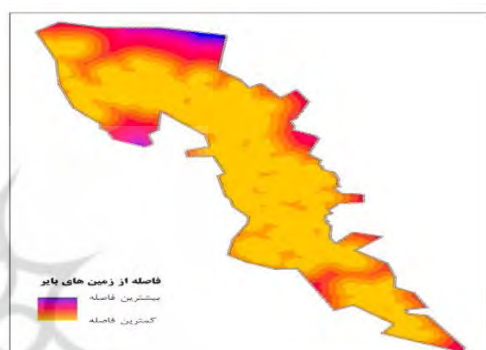 فاصله از زمین های بایر
بیشترین فاصله
کمترین فاصله